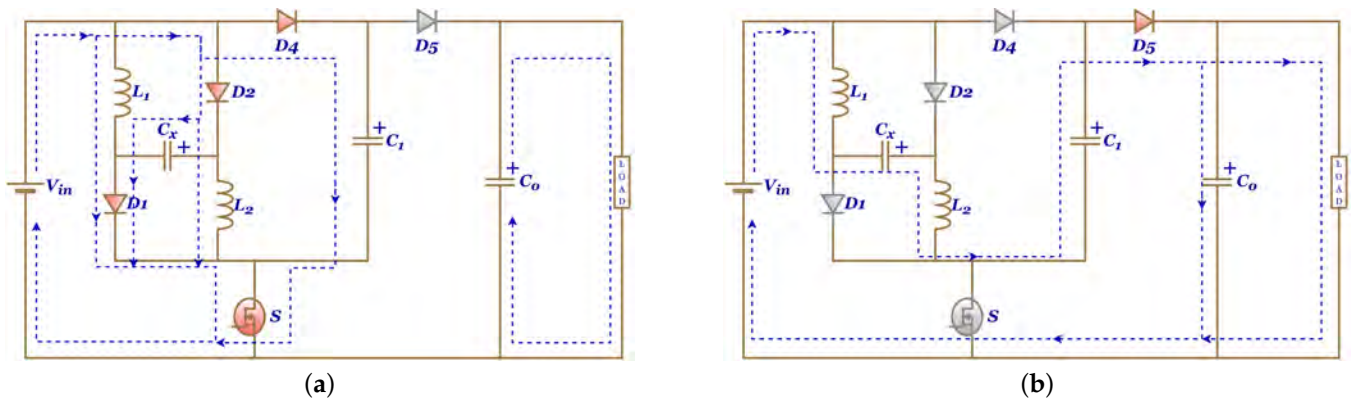 D4 D5
L1 D2
Cx + + C1 +
Vin D1 L2 Co LOAD
S
(a)
D4 D5
L1 D2
Cx + + C1 +
Vin D1 L2 Co LOAD
S
(b)